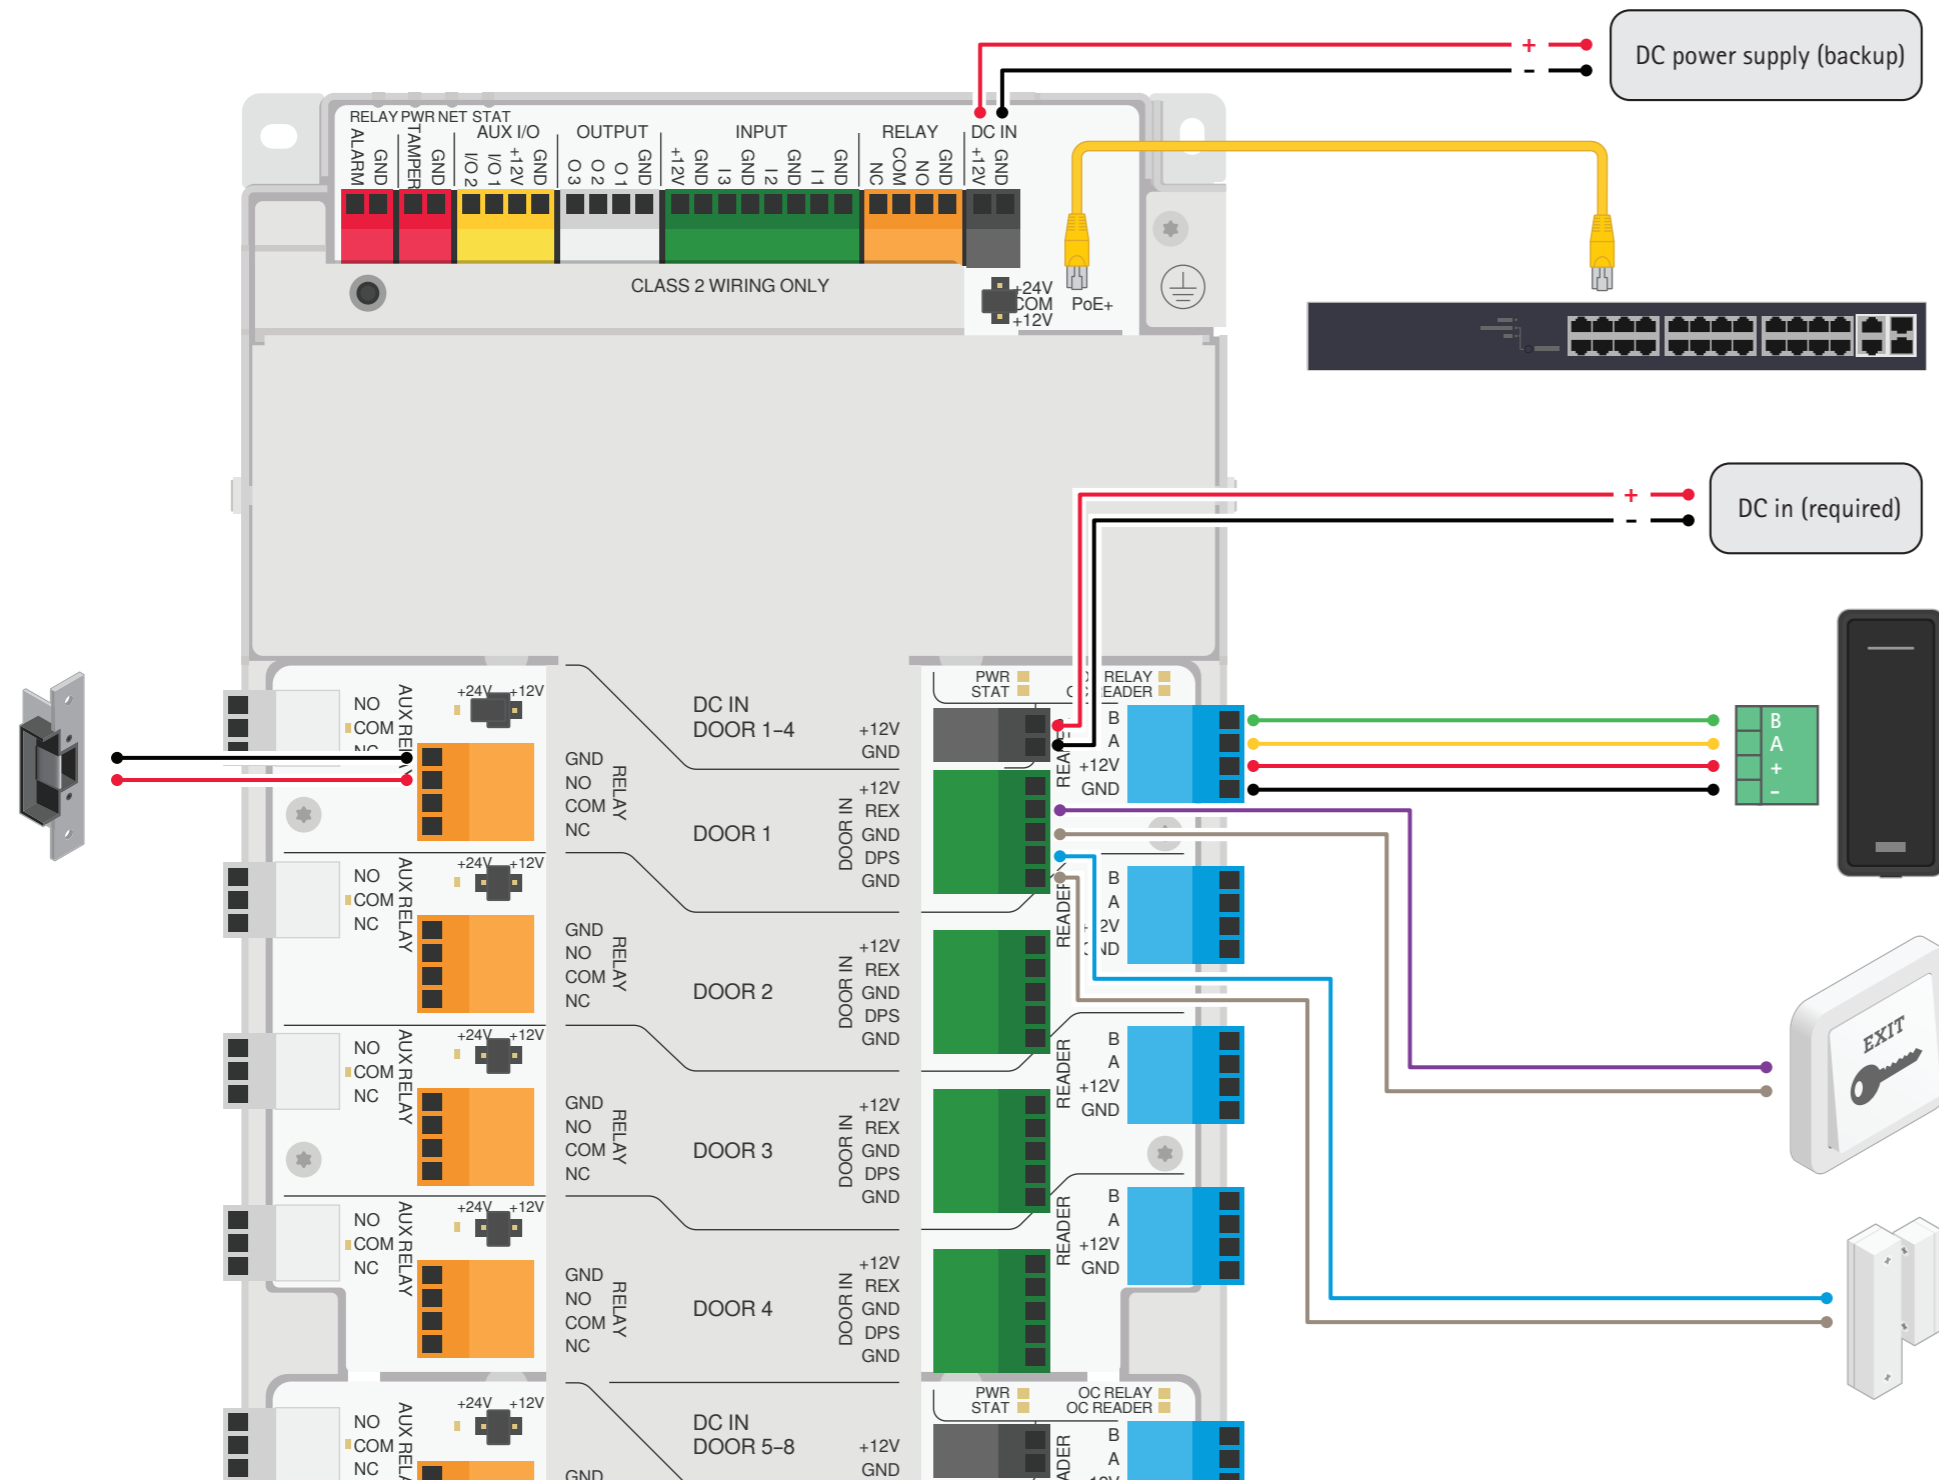 DC power supply (backup)
+
-
RELAY PWR NET STAT
AUX I/O
OUTPUT
INPUT
RELAY
DC IN
ALARM
GND
TAMPER
GND
I/O 2
I/O 1
+12V
GND
O 3
O 2
O 1
GND
+12V
GND
I3
GND
I2
GND
I1
GND
NC
COM
NO
GND
+12V
GND
CLASS 2 WIRING ONLY
+24V
COM
+12V
PoE+
+
-
DC in (required)
NO
COM
NC
AUX RELAY
+24V
+12V
DC IN
DOOR 1–4
+12V
GND
PWR
STAT
RELAY
READER
B
A
+12V
GND
B
A
+
-
GND
NO
COM
NC
RELAY
DOOR 1
DOOR IN
+12V
REX
GND
DPS
GND
NO
COM
NC
AUX RELAY
+24V
+12V
READER
B
A
GND
NO
COM
NC
RELAY
DOOR 2
DOOR IN
+12V
REX
GND
DPS
GND
EXIT
NO
COM
NC
AUX RELAY
+24V
+12V
READER
B
A
+12V
GND
GND
NO
COM
NC
RELAY
DOOR 3
DOOR IN
+12V
REX
GND
DPS
GND
NO
COM
NC
AUX RELAY
+24V
+12V
READER
B
A
+12V
GND
GND
NO
COM
NC
RELAY
DOOR 4
DOOR IN
+12V
REX
GND
DPS
GND
NO
COM
NC
AUX RELAY
+24V
+12V
DC IN
DOOR 5–8
+12V
GND
PWR
STAT
OC RELAY
OC READER
B
A
GND